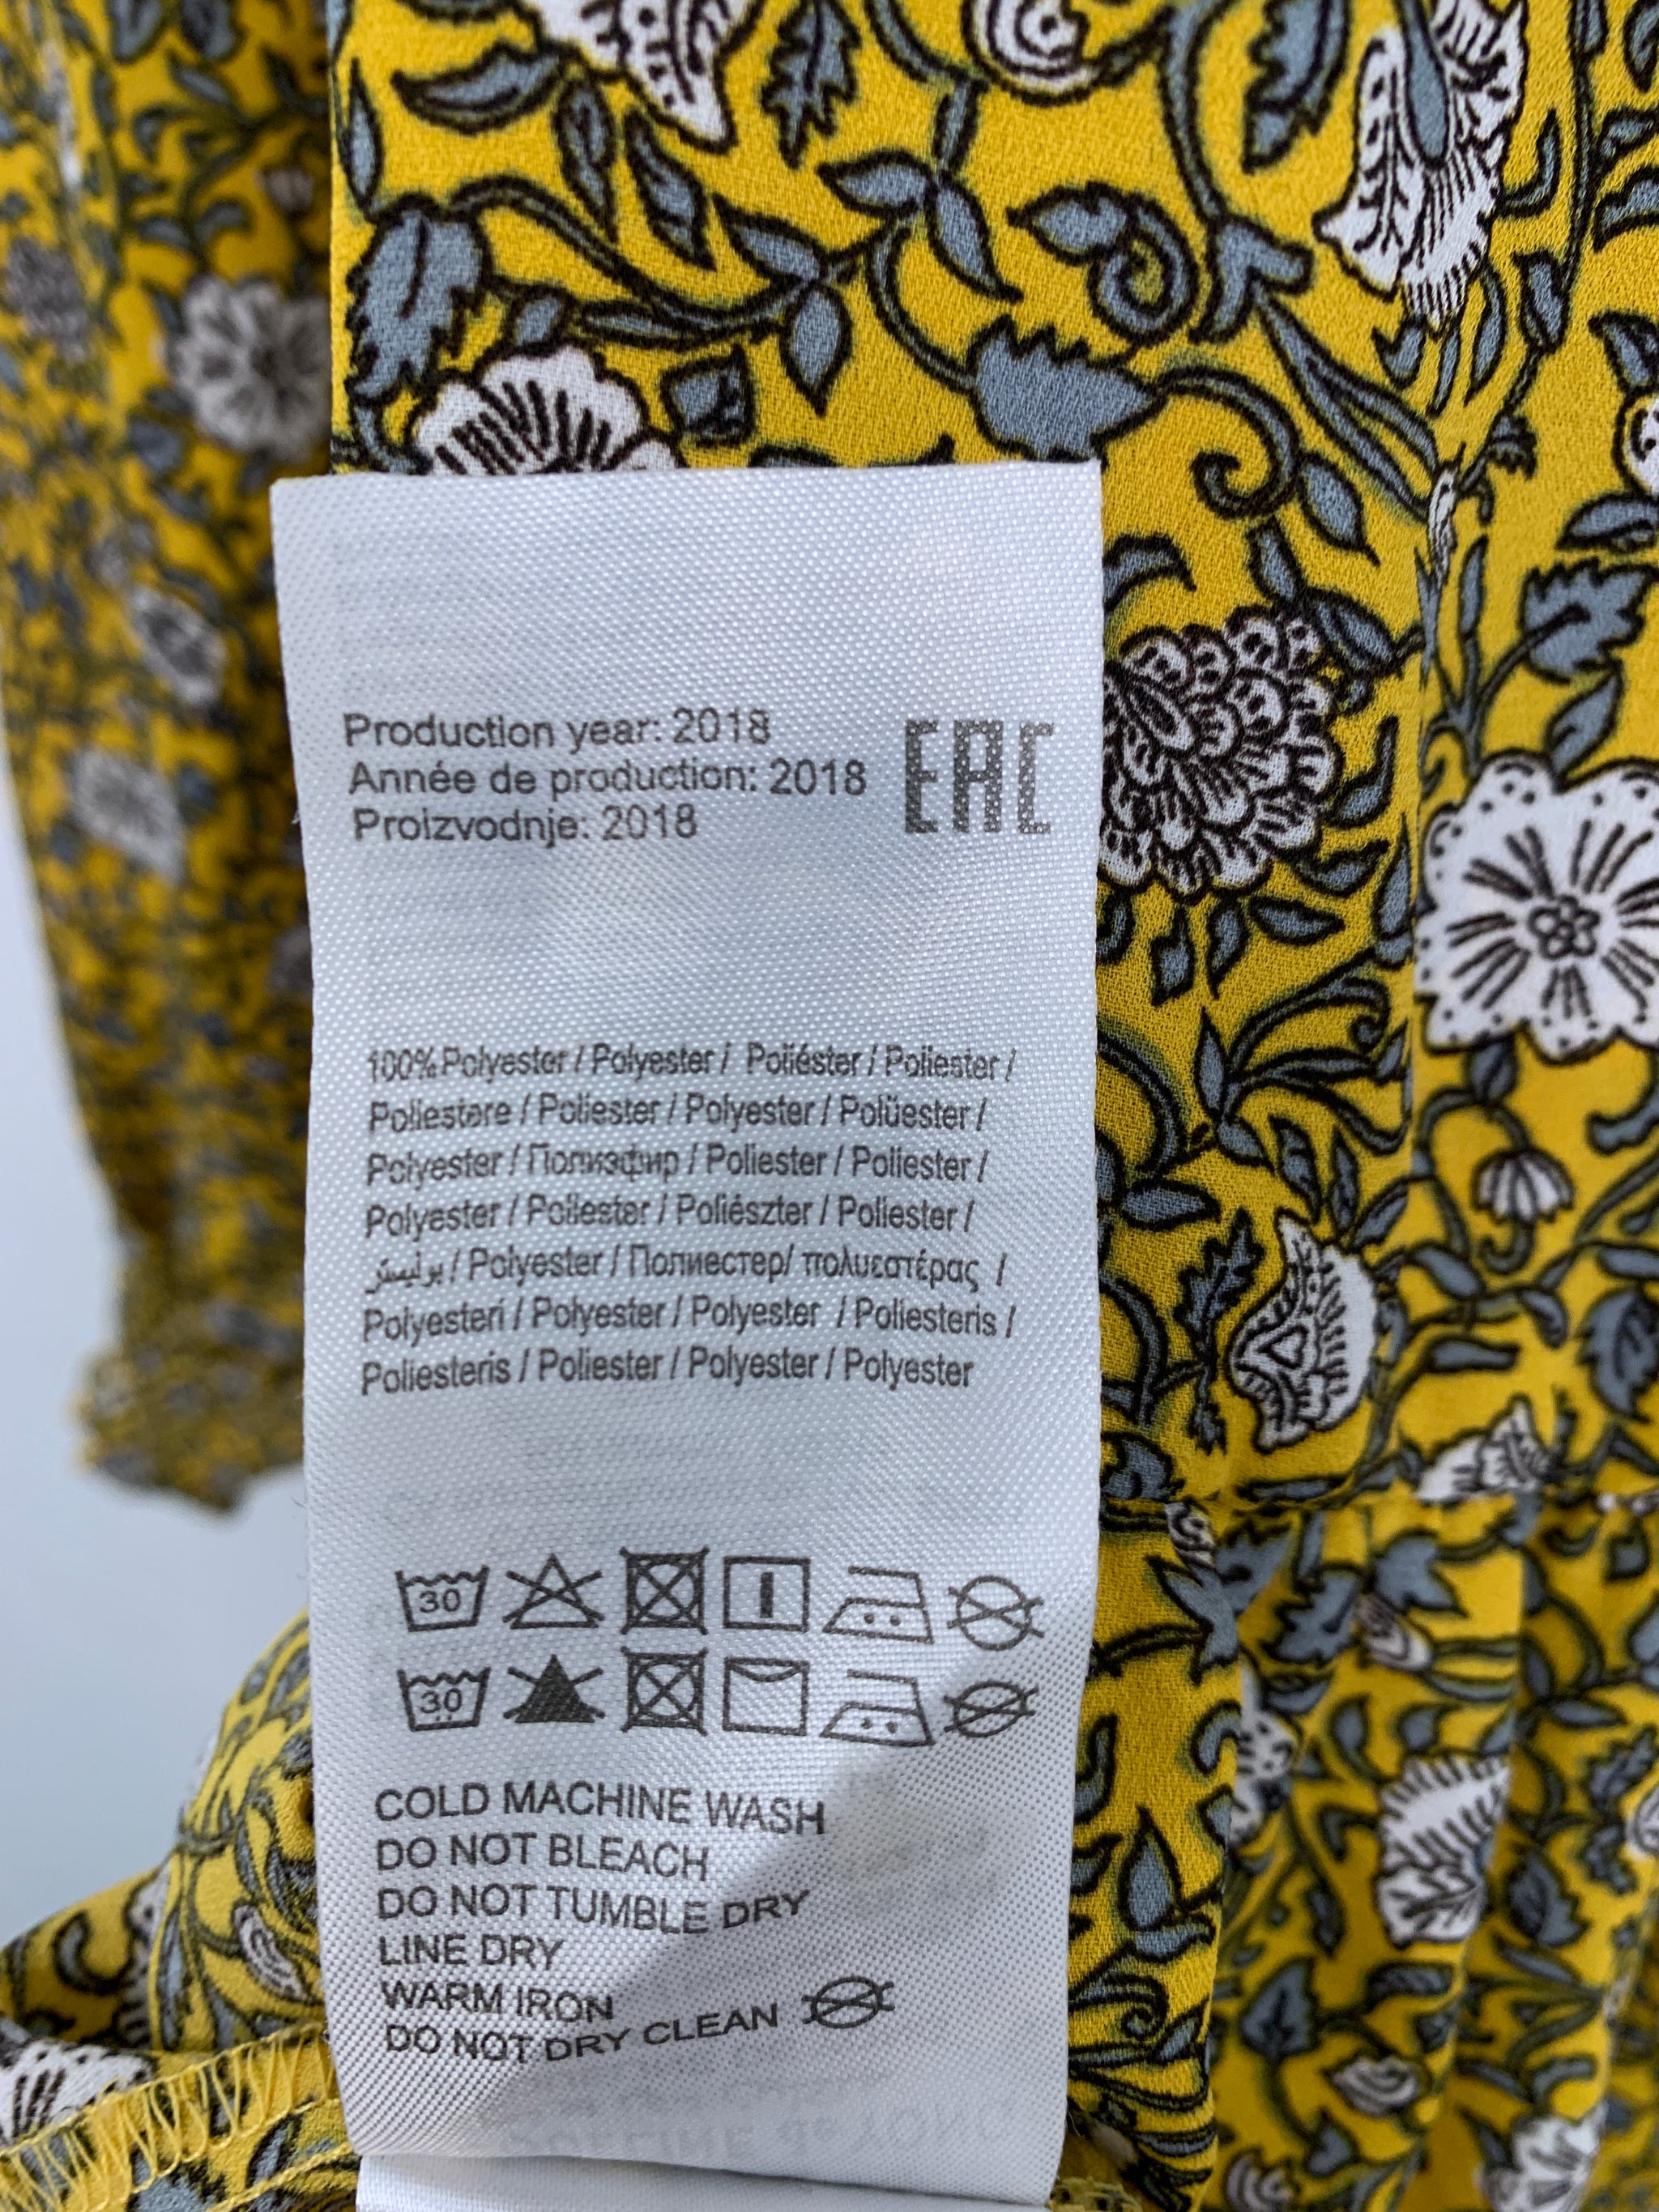 Production year: 2018
EAC
Année de production: 2018
Proizvodnje: 2018
100% Polyester / Polyester / Poliéster / Poliester /
Poliestere / Poliester / Polyester / Polüester /
Polyester / Полиэфир / Poliester / Poliester /
Polyester / Poliester / Poliészter / Poliester /
بوليستر / Polyester / Полиестер/ πολυεστέρας /
Polyesteri / Polyester / Polyester / Poliesteris /
Poliesteris / Poliester / Polyester / Polyester
30
30
COLD MACHINE WASH
DO NOT BLEACH
DO NOT TUMBLE DRY
LINE DRY
WARM IRON
DO NOT DRY CLEAN